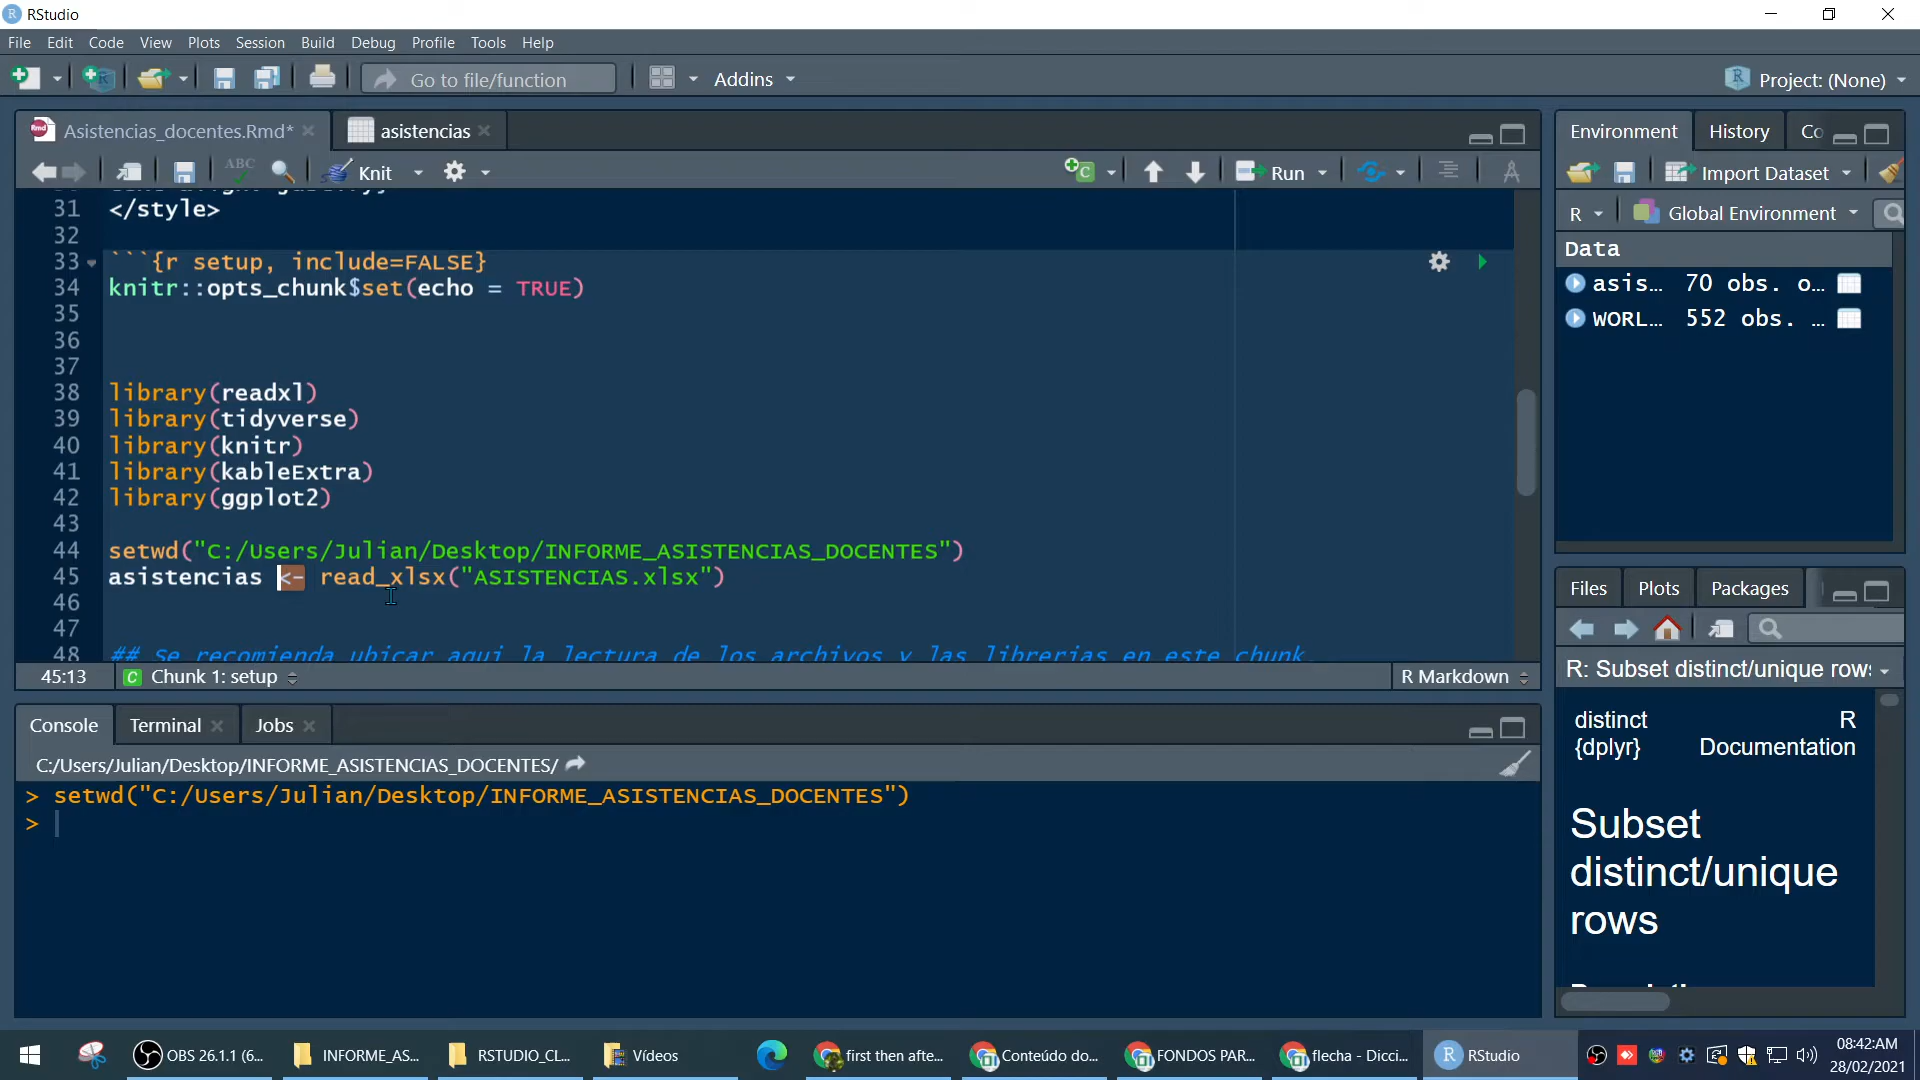 RStudio
File Edit Code View Plots Session Build Debug Profile Tools Help
Go to file/function Addins Project: (None)
Asistencias_docentes.Rmd* asistencias
ABC Knit Run
31 </style>
32
33 ```{r setup, include=FALSE}
34 knitr::opts_chunk$set(echo = TRUE)
35
36
37
38 library(readxl)
39 library(tidyverse)
40 library(knitr)
41 library(kableExtra)
42 library(ggplot2)
43
44 setwd("C:/Users/Julian/Desktop/INFORME_ASISTENCIAS_DOCENTES")
45 asistencias <- read_xlsx("ASISTENCIAS.xlsx")
46
47
48 ## Se recomienda ubicar aqui la lectura de los archivos y las librerias en este chunk.
45:13 C Chunk 1: setup R Markdown
Console Terminal Jobs
C:/Users/Julian/Desktop/INFORME_ASISTENCIAS_DOCENTES/
> setwd("C:/Users/Julian/Desktop/INFORME_ASISTENCIAS_DOCENTES")
>
Environment History Co
Import Dataset
R Global Environment
Data
asis... 70 obs. o...
WORL... 552 obs. ...
Files Plots Packages
R: Subset distinct/unique rows
distinct R
{dplyr} Documentation
Subset
distinct/unique
rows
OBS 26.1.1 (6... INFORME_AS... RSTUDIO_CL... Vídeos first then afte... Conteúdo do... FONDOS PAR... flecha - Dicci... RStudio
08:42:AM
28/02/2021